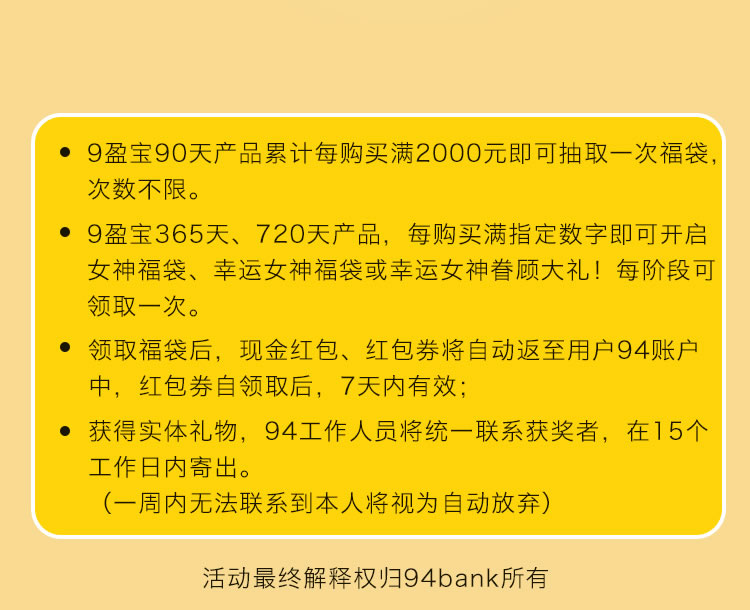 ● 9盈宝90天产品累计每购买满2000元即可抽取一次福袋,
次数不限。
● 9盈宝365天、720天产品，每购买满指定数字即可开启
女神福袋、幸运女神福袋或幸运女神眷顾大礼！每阶段可
领取一次。
● 领取福袋后，现金红包、红包券将自动返至用户94账户
中，红包券自领取后，7天内有效；
● 获得实体礼物，94工作人员将统一联系获奖者，在15个
工作日内寄出。
（一周内无法联系到本人将视为自动放弃）
活动最终解释权归94bank所有